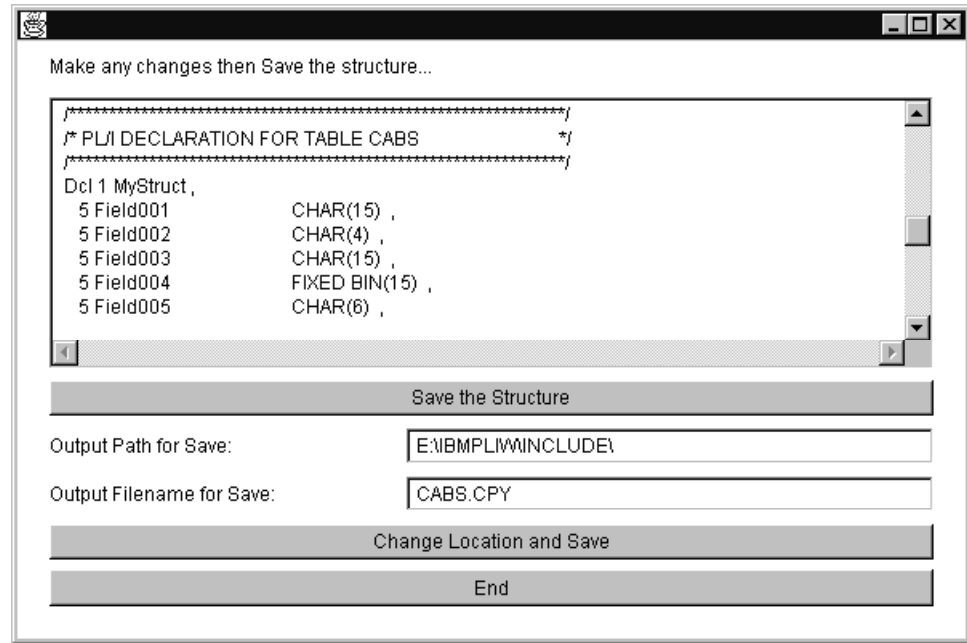 Make any changes then Save the structure...
/**************************************************************/
/* PL/I DECLARATION FOR TABLE CABS */
/**************************************************************/
Dcl 1 MyStruct ,
5 Field001 CHAR(15) ,
5 Field002 CHAR(4) ,
5 Field003 CHAR(15) ,
5 Field004 FIXED BIN(15) ,
5 Field005 CHAR(6) ,
Save the Structure
Output Path for Save: E:\IBMPLIW\INCLUDE\
Output Filename for Save: CABS.CPY
Change Location and Save
End